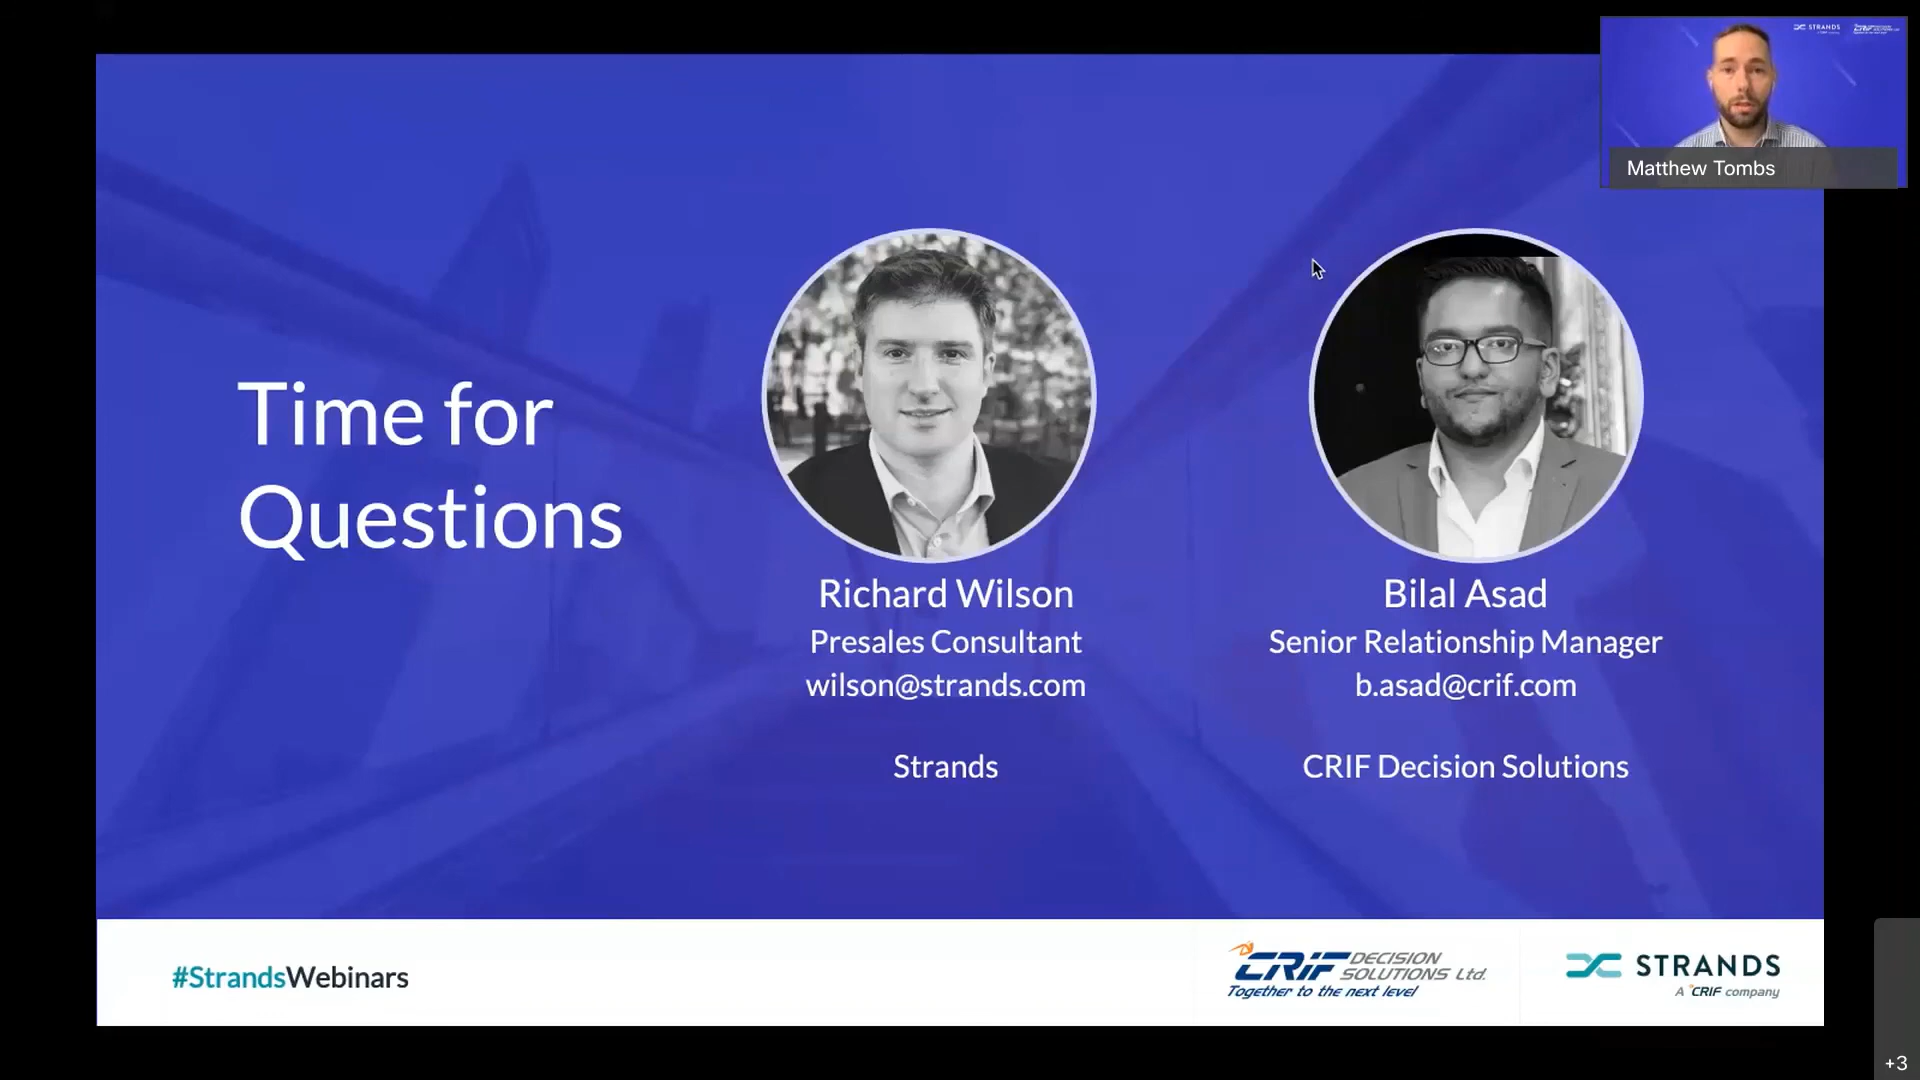 STRANDS
CRIF
Matthew Tombs
Time for
Questions
Richard Wilson
Presales Consultant
wilson@strands.com
Strands
Bilal Asad
Senior Relationship Manager
b.asad@crif.com
CRIF Decision Solutions
#StrandsWebinars
CRIF DECISION
SOLUTIONS Ltd.
Together to the next level
STRANDS
A CRIF company
+3